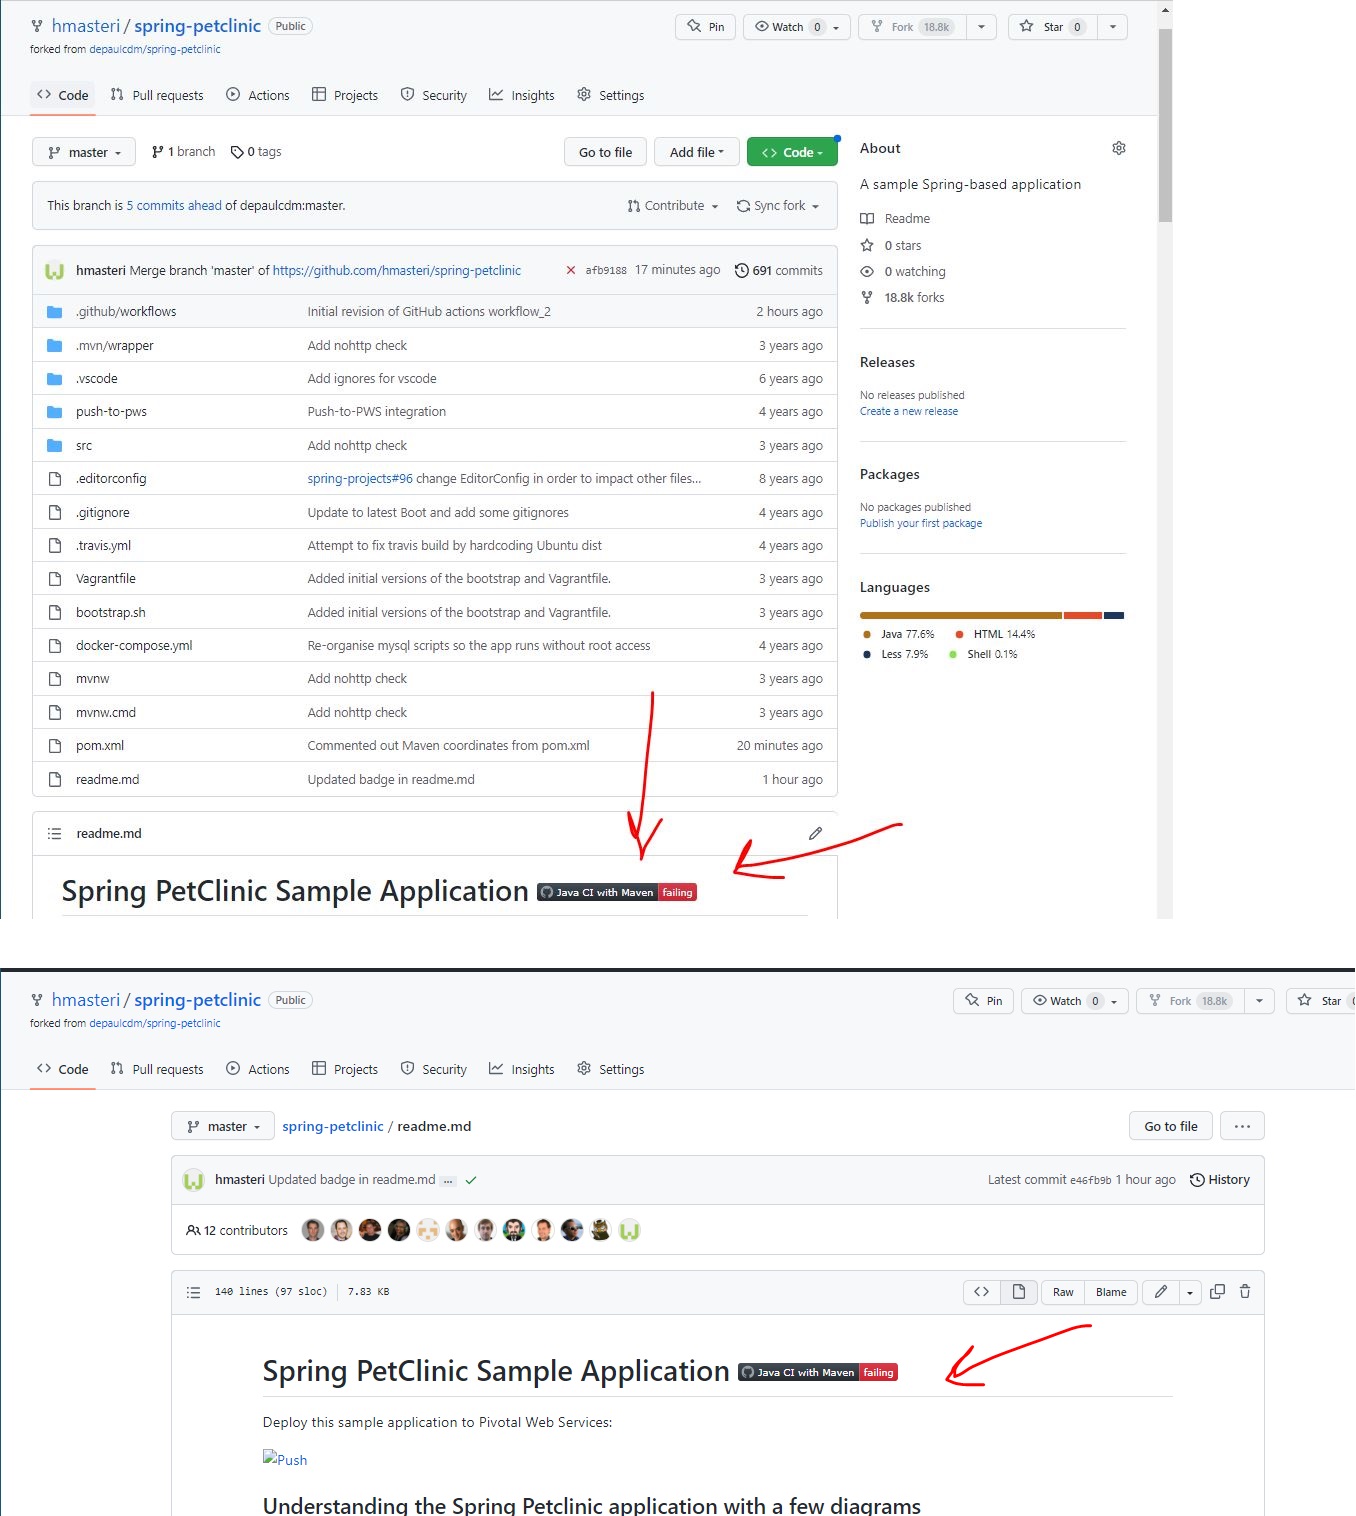 hmasteri / spring-petclinic Public
Pin Watch 0 Fork 18.8k Star 0
forked from depaulcdm/spring-petclinic
Code Pull requests Actions Projects Security Insights Settings
master 1 branch 0 tags Go to file Add file Code
This branch is 5 commits ahead of depaulcdm:master. Contribute Sync fork
hmasteri Merge branch 'master' of https://github.com/hmasteri/spring-petclinic afb9188 17 minutes ago 691 commits
.github/workflows Initial revision of GitHub actions workflow_2 2 hours ago
.mvn/wrapper Add nohttp check 3 years ago
.vscode Add ignores for vscode 6 years ago
push-to-pws Push-to-PWS integration 4 years ago
src Add nohttp check 3 years ago
.editorconfig spring-projects#96 change EditorConfig in order to impact other files... 8 years ago
.gitignore Update to latest Boot and add some gitignores 4 years ago
.travis.yml Attempt to fix travis build by hardcoding Ubuntu dist 4 years ago
Vagrantfile Added initial versions of the bootstrap and Vagrantfile. 3 years ago
bootstrap.sh Added initial versions of the bootstrap and Vagrantfile. 3 years ago
docker-compose.yml Re-organise mysql scripts so the app runs without root access 4 years ago
mvnw Add nohttp check 3 years ago
mvnw.cmd Add nohttp check 3 years ago
pom.xml Commented out Maven coordinates from pom.xml 20 minutes ago
readme.md Updated badge in readme.md 1 hour ago
readme.md
Spring PetClinic Sample Application Java CI with Maven failing
About
A sample Spring-based application
Readme
0 stars
0 watching
18.8k forks
Releases
No releases published
Create a new release
Packages
No packages published
Publish your first package
Languages
Java 77.6% HTML 14.4%
Less 7.9% Shell 0.1%
hmasteri / spring-petclinic Public
Pin Watch 0 Fork 18.8k Star
forked from depaulcdm/spring-petclinic
Code Pull requests Actions Projects Security Insights Settings
master spring-petclinic / readme.md Go to file ...
hmasteri Updated badge in readme.md ... Latest commit e46fb9b 1 hour ago History
12 contributors
140 lines (97 sloc) 7.83 KB Raw Blame
Spring PetClinic Sample Application Java CI with Maven failing
Deploy this sample application to Pivotal Web Services:
Push
Understanding the Spring Petclinic application with a few diagrams